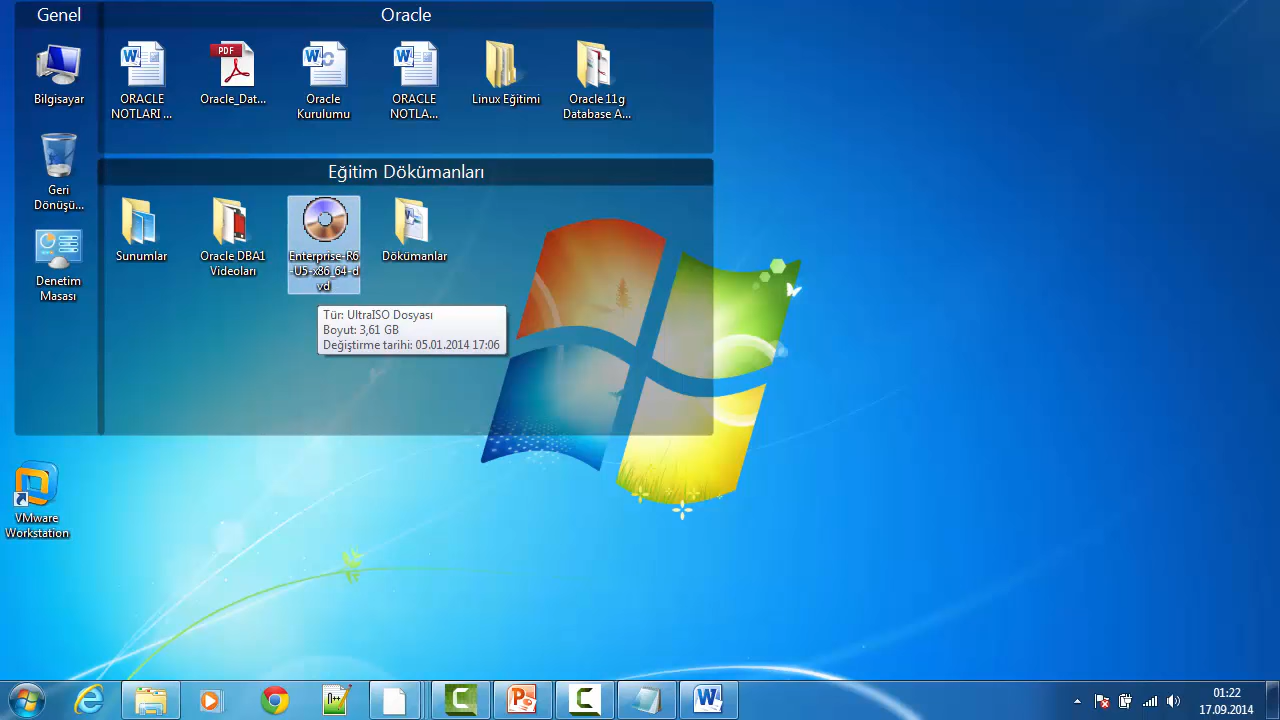 Genel
Oracle
Bilgisayar
ORACLE
NOTLARI ...
PDF
Oracle_Dat...
Oracle
Kurulumu
ORACLE
NOTLA...
Linux Eğitimi
Oracle 11g
Database A...
Eğitim Dökümanları
Geri
Dönüşü...
Sunumlar
Oracle DBA1
Videoları
Enterprise-R6
-U5-x86_64-d
vd
Dökümanlar
Denetim
Masası
Tür: UltraISO Dosyası
Boyut: 3,61 GB
Değiştirme tarihi: 05.01.2014 17:06
VMware
Workstation
01:22
17.09.2014